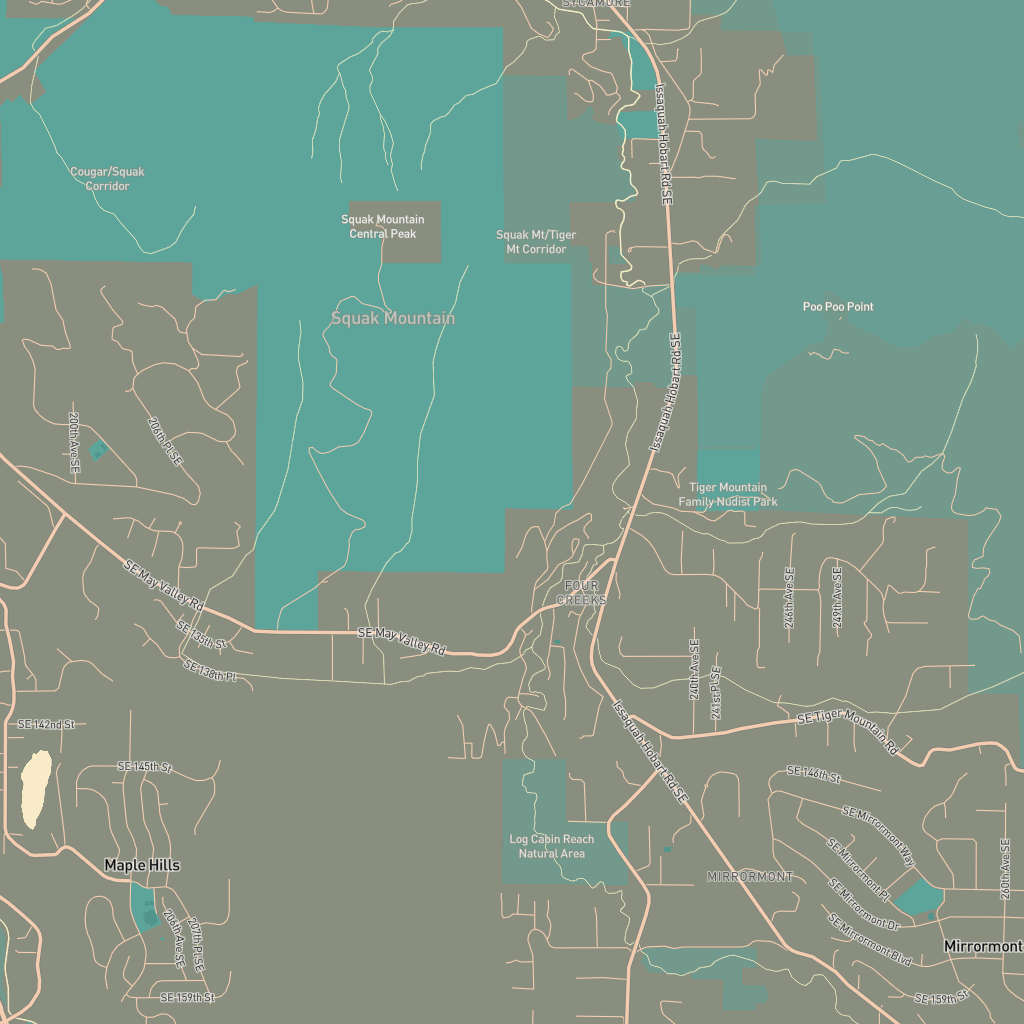 SYCAMORE
Issaquah Hobart Rd SE
Cougar/Squak
Corridor
Squak Mountain
Central Peak
Squak Mt/Tiger
Mt Corridor
Poo Poo Point
Squak Mountain
Issaquah Hobart Rd SE
200th Ave SE
206th Pl SE
Tiger Mountain
Family Nudist Park
SE May Valley Rd
FOUR
CREEKS
246th Ave SE
249th Ave SE
SE 135th St
SE May Valley Rd
SE 138th Pl
240th Ave SE
241st Pl SE
SE 142nd St
Issaquah Hobart Rd SE
SE Tiger Mountain Rd
SE 145th St
SE 146th St
SE Mirrormont Way
Log Cabin Reach
Natural Area
SE Mirrormont Pl
260th Ave SE
Maple Hills
MIRRORMONT
SE Mirrormont Dr
206th Ave SE
207th Pl SE
SE Mirrormont Blvd
Mirrormont
SE 159th St
SE 159th St